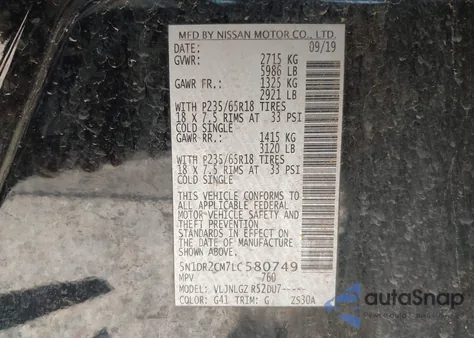 MFD BY NISSAN MOTOR CO., LTD.
DATE: 09/19
GVWR: 2715 KG
5986 LB
GAWR FR.: 1325 KG
2921 LB
WITH P235/65R18 TIRES
18 X 7.5 RIMS AT 33 PSI
COLD SINGLE
GAWR RR.: 1415 KG
3120 LB
WITH P235/65R18 TIRES
18 X 7.5 RIMS AT 33 PSI
COLD SINGLE
THIS VEHICLE CONFORMS TO
ALL APPLICABLE FEDERAL
MOTOR VEHICLE SAFETY AND
THEFT PREVENTION
STANDARDS IN EFFECT ON
THE DATE OF MANUFACTURE
SHOWN ABOVE.
5N1DR2CM7LC580749
MPV -760
MODEL: VLJNLGZ R52DU7-----
COLOR: G41 TRIM: G ZS30A
autoSnap